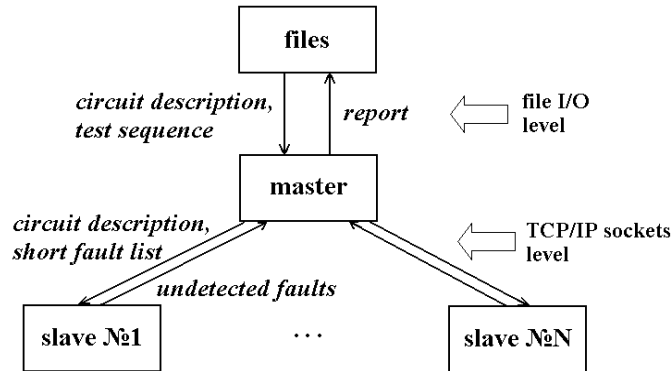 files
circuit description,
test sequence
report
file I/O
level
master
circuit description,
short fault list
TCP/IP sockets
level
undetected faults
slave №1
...
slave №N